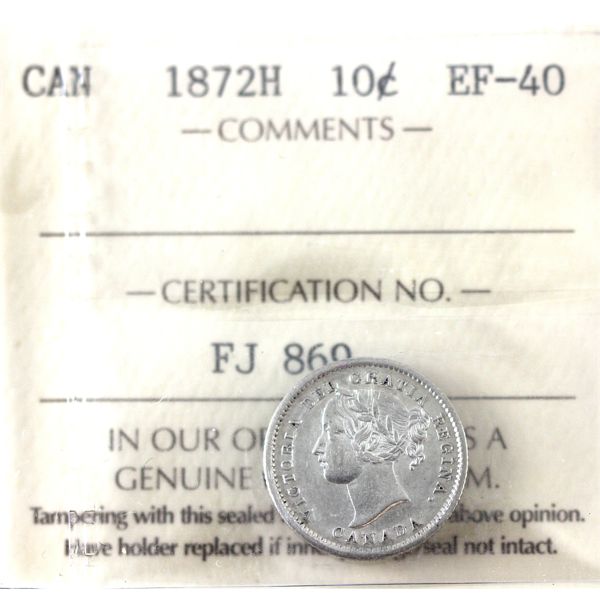 CAN 1872H 10¢ EF-40
— COMMENTS —
— CERTIFICATION NO. —
FJ 869
IN OUR S A
GENUINE M.
Tampering with this sealed above opinion.
Have holder replaced if seal not intact.
VICTORIA DEI GRATIA REGINA.
CANADA